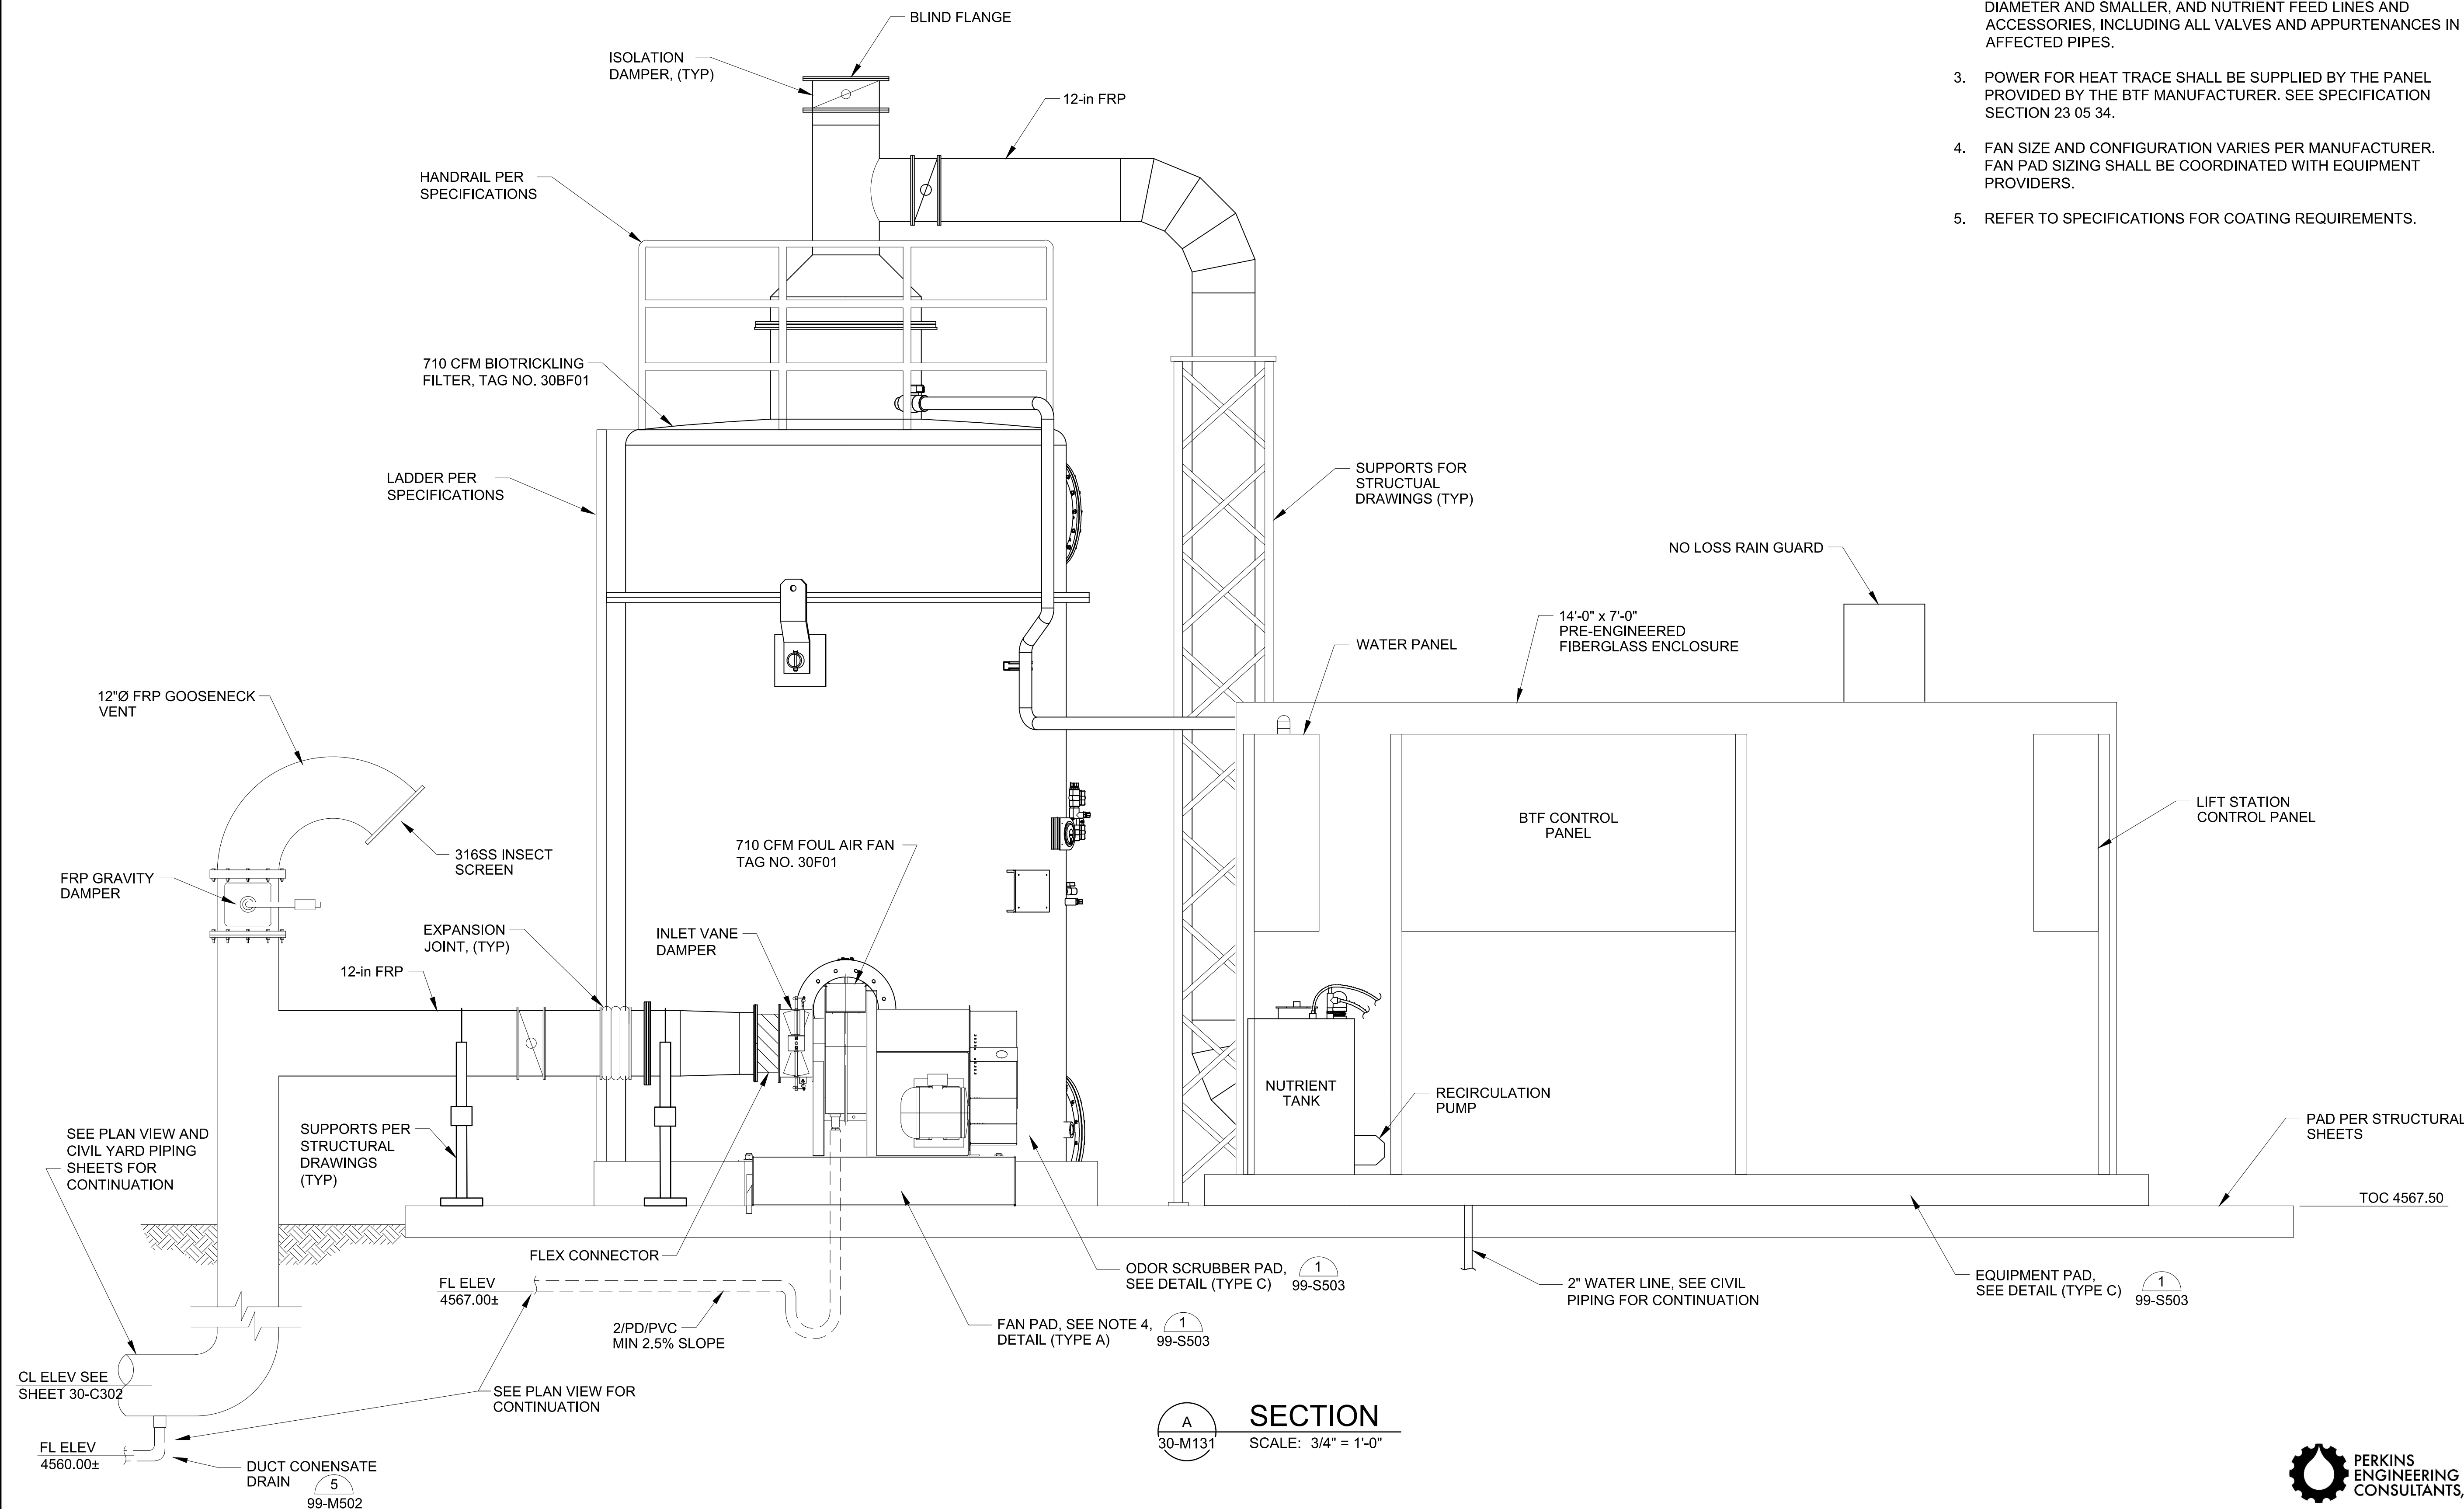 DIAMETER AND SMALLER, AND NUTRIENT FEED LINES AND
ACCESSORIES, INCLUDING ALL VALVES AND APPURTENANCES IN
AFFECTED PIPES.
3. POWER FOR HEAT TRACE SHALL BE SUPPLIED BY THE PANEL
PROVIDED BY THE BTF MANUFACTURER. SEE SPECIFICATION
SECTION 23 05 34.
4. FAN SIZE AND CONFIGURATION VARIES PER MANUFACTURER.
FAN PAD SIZING SHALL BE COORDINATED WITH EQUIPMENT
PROVIDERS.
5. REFER TO SPECIFICATIONS FOR COATING REQUIREMENTS.
BLIND FLANGE
ISOLATION
DAMPER, (TYP)
12-in FRP
HANDRAIL PER
SPECIFICATIONS
710 CFM BIOTRICKLING
FILTER, TAG NO. 30BF01
LADDER PER
SPECIFICATIONS
SUPPORTS FOR
STRUCTUAL
DRAWINGS (TYP)
NO LOSS RAIN GUARD
14'-0" x 7'-0"
PRE-ENGINEERED
FIBERGLASS ENCLOSURE
WATER PANEL
12"Ø FRP GOOSENECK
VENT
316SS INSECT
SCREEN
FRP GRAVITY
DAMPER
710 CFM FOUL AIR FAN
TAG NO. 30F01
BTF CONTROL
PANEL
LIFT STATION
CONTROL PANEL
EXPANSION
JOINT, (TYP)
INLET VANE
DAMPER
12-in FRP
NUTRIENT
TANK
RECIRCULATION
PUMP
SEE PLAN VIEW AND
CIVIL YARD PIPING
SHEETS FOR
CONTINUATION
SUPPORTS PER
STRUCTURAL
DRAWINGS
(TYP)
PAD PER STRUCTURAL
SHEETS
TOC 4567.50
FLEX CONNECTOR
FL ELEV
4567.00±
2/PD/PVC
MIN 2.5% SLOPE
ODOR SCRUBBER PAD,
SEE DETAIL (TYPE C)
1
99-S503
2" WATER LINE, SEE CIVIL
PIPING FOR CONTINUATION
EQUIPMENT PAD,
SEE DETAIL (TYPE C)
1
99-S503
FAN PAD, SEE NOTE 4,
DETAIL (TYPE A)
1
99-S503
CL ELEV SEE
SHEET 30-C302
SEE PLAN VIEW FOR
CONTINUATION
FL ELEV
4560.00±
DUCT CONENSATE
DRAIN
5
99-M502
A
30-M131
SECTION
SCALE: 3/4" = 1'-0"
PERKINS
ENGINEERING
CONSULTANTS,